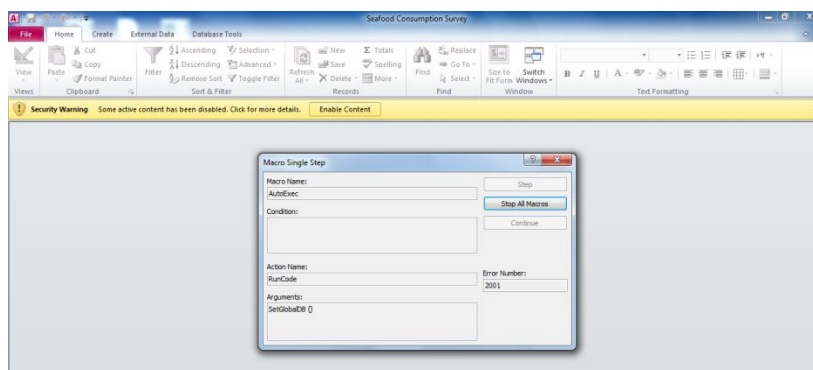 Seafood Consumption Survey
File Home Create External Data Database Tools
View
Views
Paste
Cut
Copy
Format Painter
Clipboard
Filter
Ascending
Descending
Remove Sort
Selection
Advanced
Toggle Filter
Sort & Filter
Refresh All
New
Save
Delete
Totals
Spelling
More
Records
Find
Replace
Go To
Select
Find
Size to Fit Form
Switch Windows
Window
B I U A
Text Formatting
Security Warning Some active content has been disabled. Click for more details. Enable Content
Macro Single Step
Macro Name:
AutoExec
Condition:
Action Name:
RunCode
Arguments:
SetGlobalDB ()
Step
Stop All Macros
Continue
Error Number:
2001